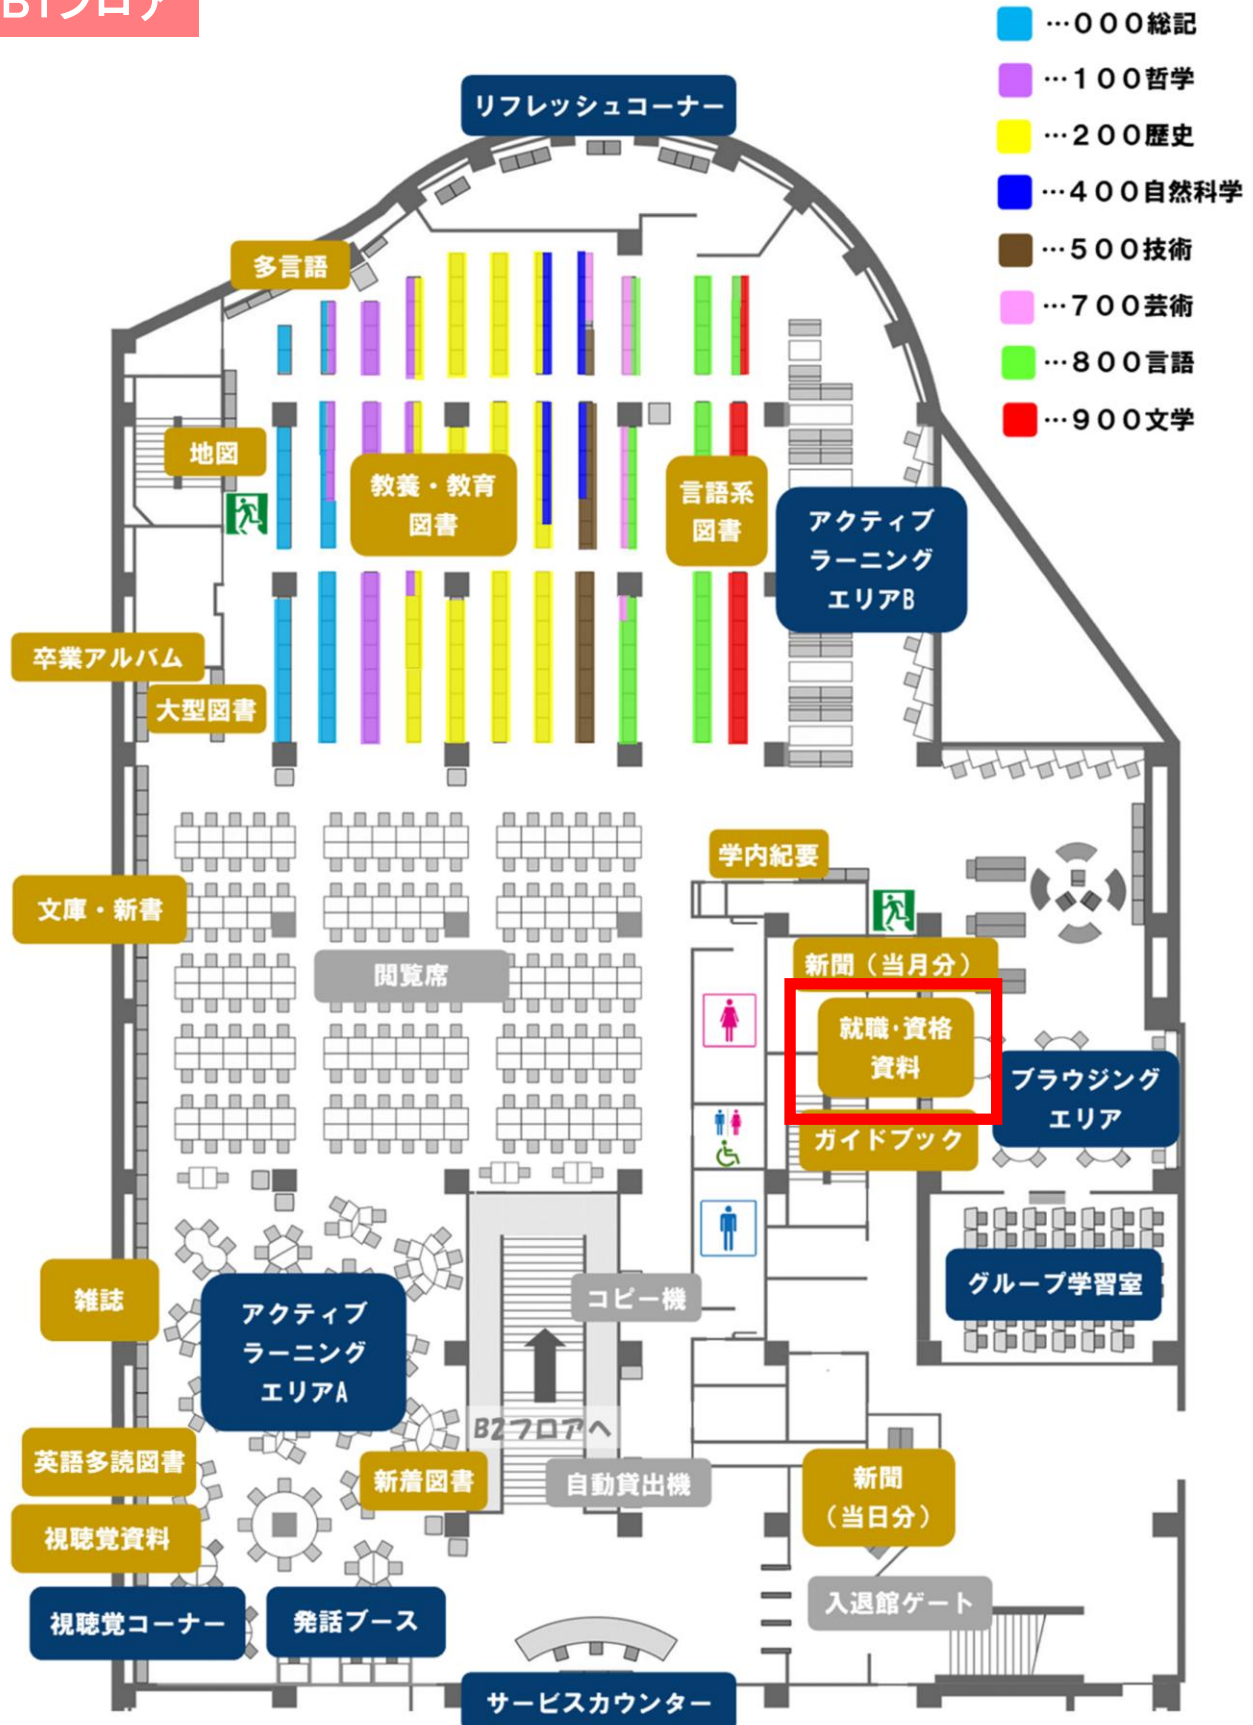 B1フロア
…０００総記
…１００哲学
…２００歴史
…４００自然科学
…５００技術
…７００芸術
…８００言語
…９００文学
リフレッシュコーナー
多言語
地図
教養・教育
図書
言語系
図書
アクティブ
ラーニング
エリアB
卒業アルバム
大型図書
学内紀要
文庫・新書
閲覧席
新聞（当月分）
就職・資格
資料
ブラウジング
エリア
ガイドブック
グループ学習室
雑誌
アクティブ
ラーニング
エリアA
コピー機
B2フロアへ
英語多読図書
新着図書
自動貸出機
新聞
（当日分）
視聴覚資料
視聴覚コーナー
発話ブース
入退館ゲート
サービスカウンター